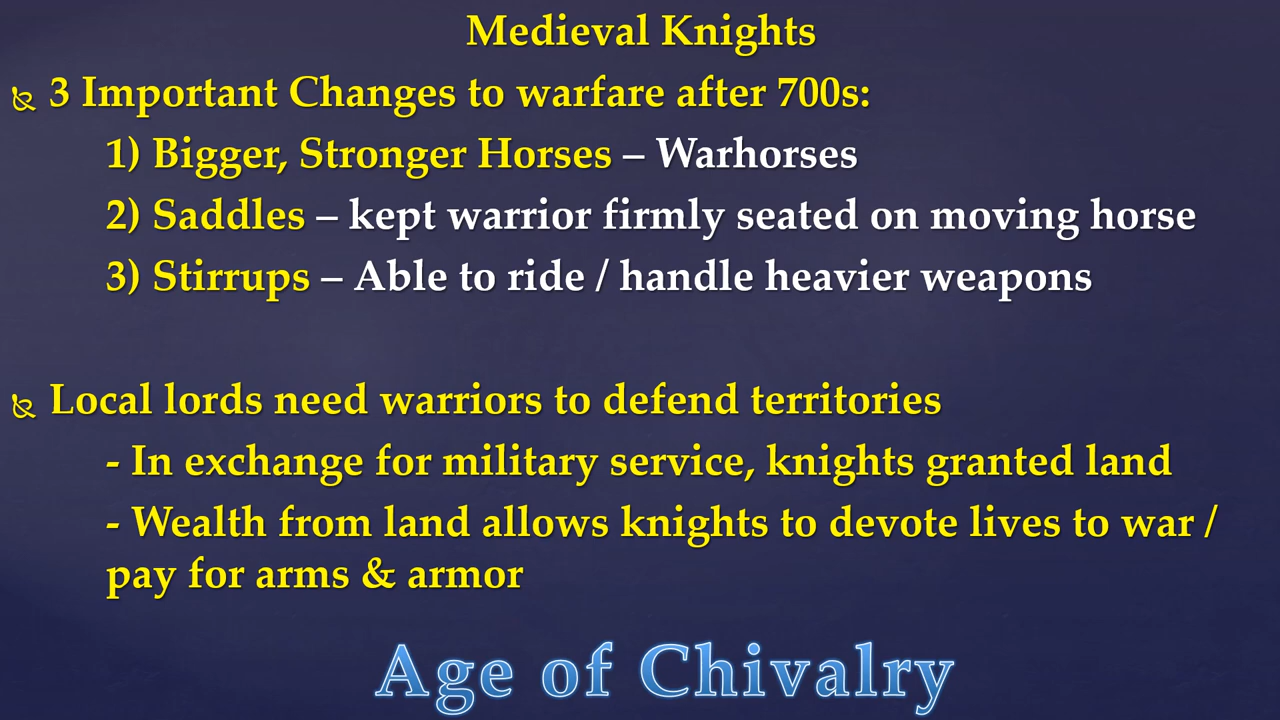 Medieval Knights
3 Important Changes to warfare after 700s:
1) Bigger, Stronger Horses – Warhorses
2) Saddles – kept warrior firmly seated on moving horse
3) Stirrups – Able to ride / handle heavier weapons
Local lords need warriors to defend territories
- In exchange for military service, knights granted land
- Wealth from land allows knights to devote lives to war /
pay for arms & armor
Age of Chivalry